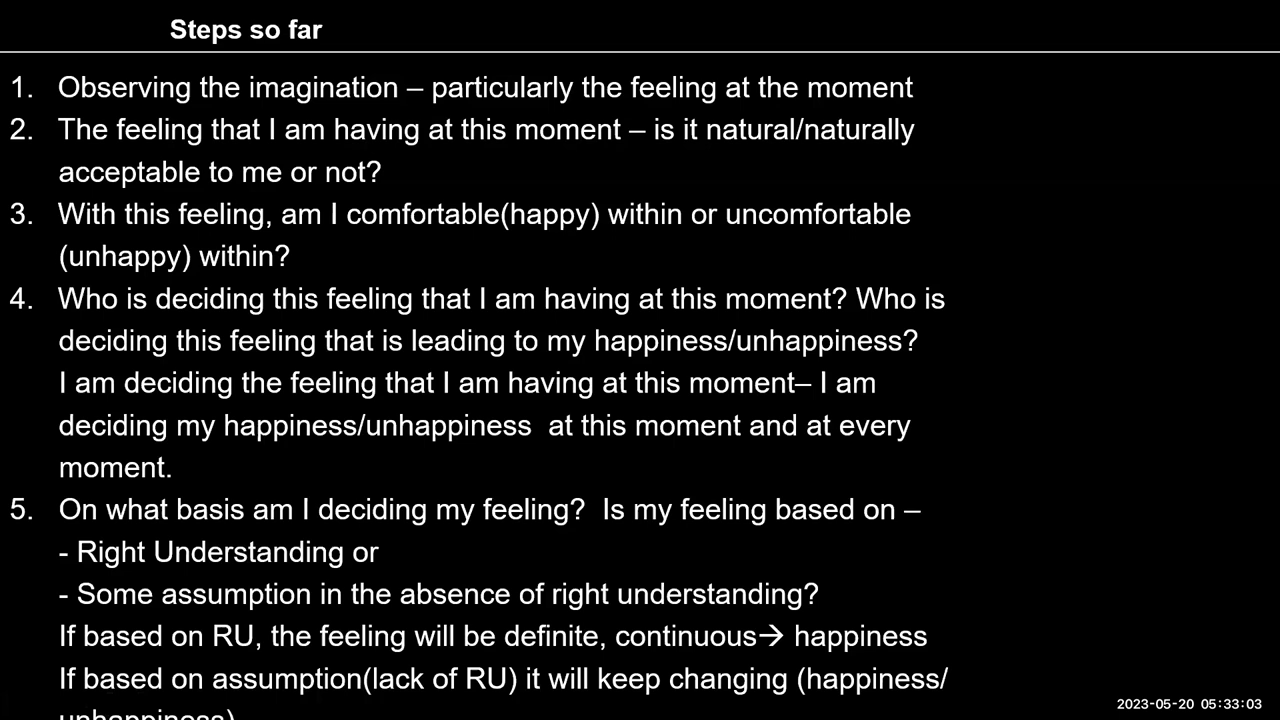 Steps so far
1. Observing the imagination – particularly the feeling at the moment
2. The feeling that I am having at this moment – is it natural/naturally
acceptable to me or not?
3. With this feeling, am I comfortable(happy) within or uncomfortable
(unhappy) within?
4. Who is deciding this feeling that I am having at this moment? Who is
deciding this feeling that is leading to my happiness/unhappiness?
I am deciding the feeling that I am having at this moment– I am
deciding my happiness/unhappiness  at this moment and at every
moment.
5. On what basis am I deciding my feeling?  Is my feeling based on –
- Right Understanding or
- Some assumption in the absence of right understanding?
If based on RU, the feeling will be definite, continuous→ happiness
If based on assumption(lack of RU) it will keep changing (happiness/
unhappiness)
2023-05-20 05:33:03